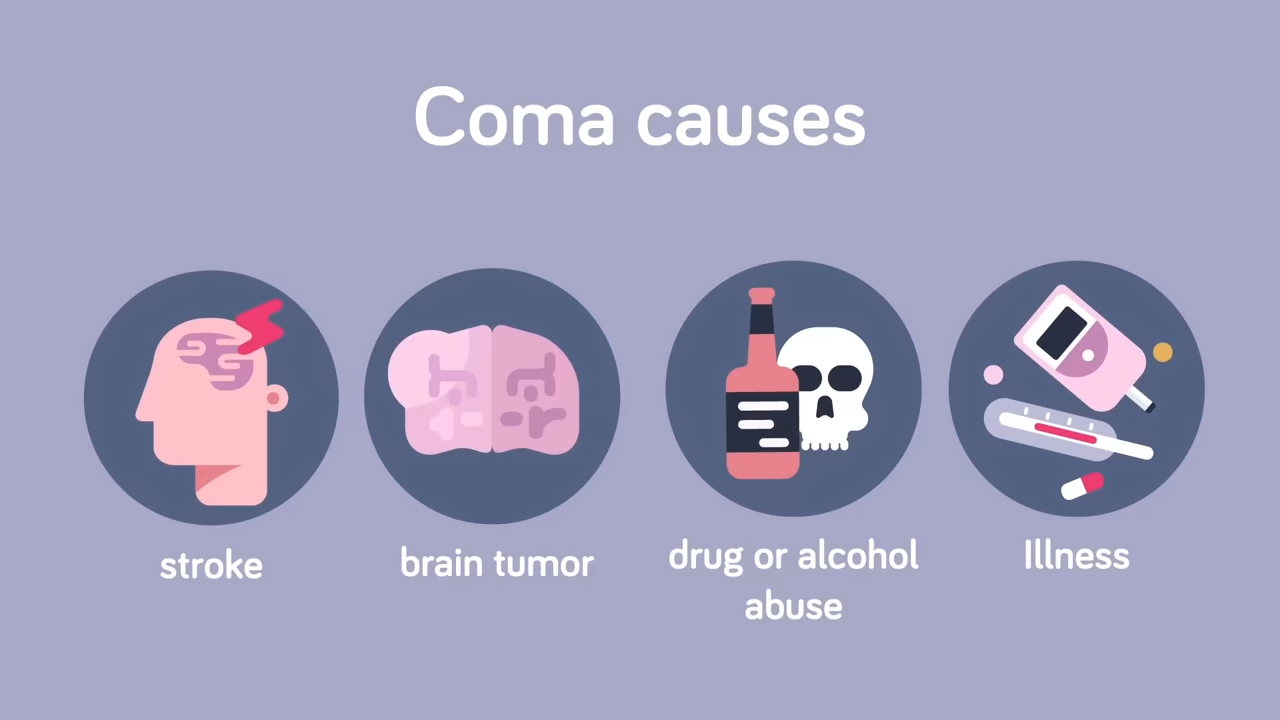 Coma causes
stroke
brain tumor
drug or alcohol
abuse
Illness